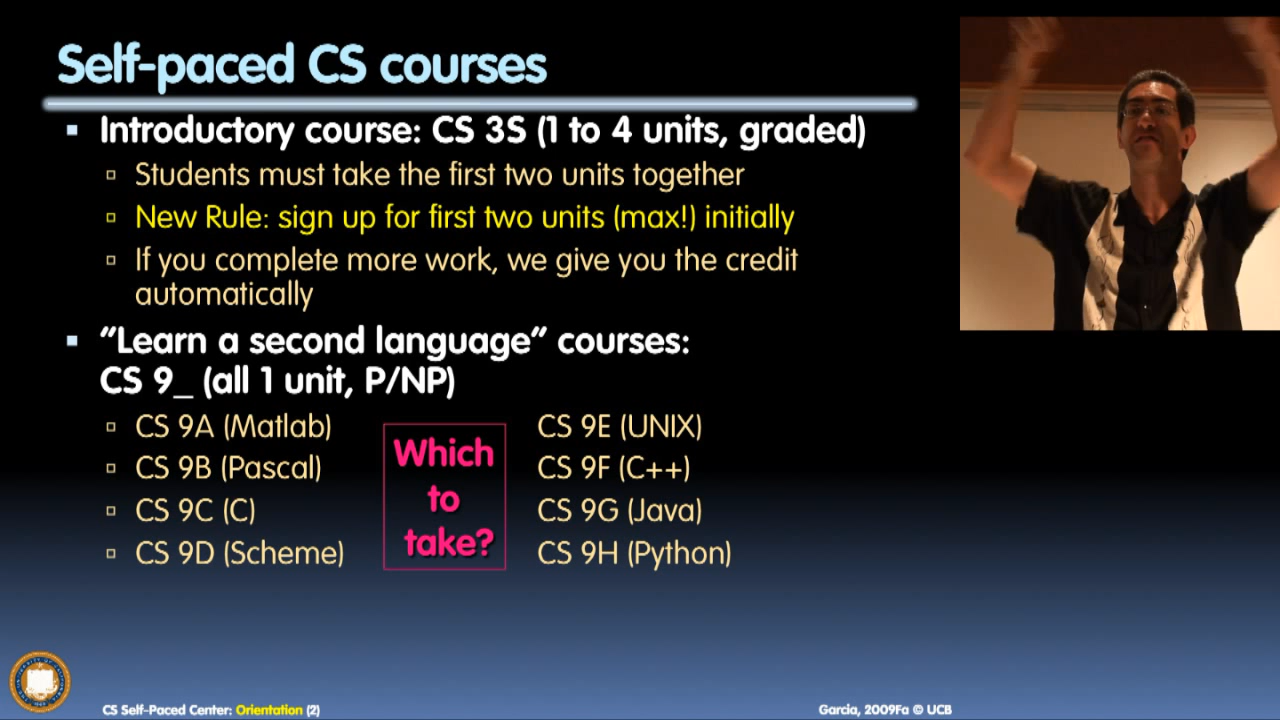 Self-paced CS courses
Introductory course: CS 3S (1 to 4 units, graded)
Students must take the first two units together
New Rule: sign up for first two units (max!) initially
If you complete more work, we give you the credit
automatically
“Learn a second language” courses:
CS 9_ (all 1 unit, P/NP)
CS 9A (Matlab)
CS 9B (Pascal)
CS 9C (C)
CS 9D (Scheme)
Which
to
take?
CS 9E (UNIX)
CS 9F (C++)
CS 9G (Java)
CS 9H (Python)
CS Self-Paced Center: Orientation (2)
Garcia, 2009Fa © UCB